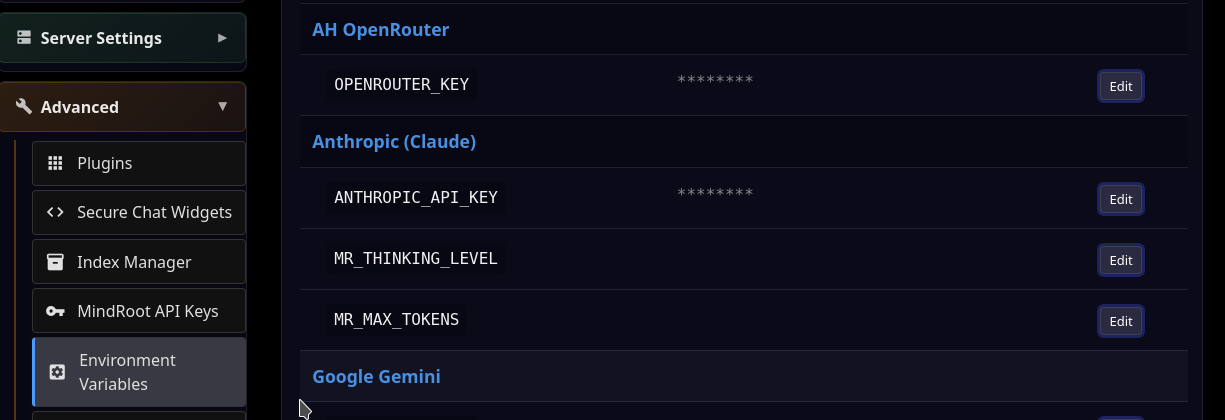 Server Settings
Advanced
Plugins
Secure Chat Widgets
Index Manager
MindRoot API Keys
Environment
Variables
AH OpenRouter
OPENROUTER_KEY ******** Edit
Anthropic (Claude)
ANTHROPIC_API_KEY ******** Edit
MR_THINKING_LEVEL Edit
MR_MAX_TOKENS Edit
Google Gemini